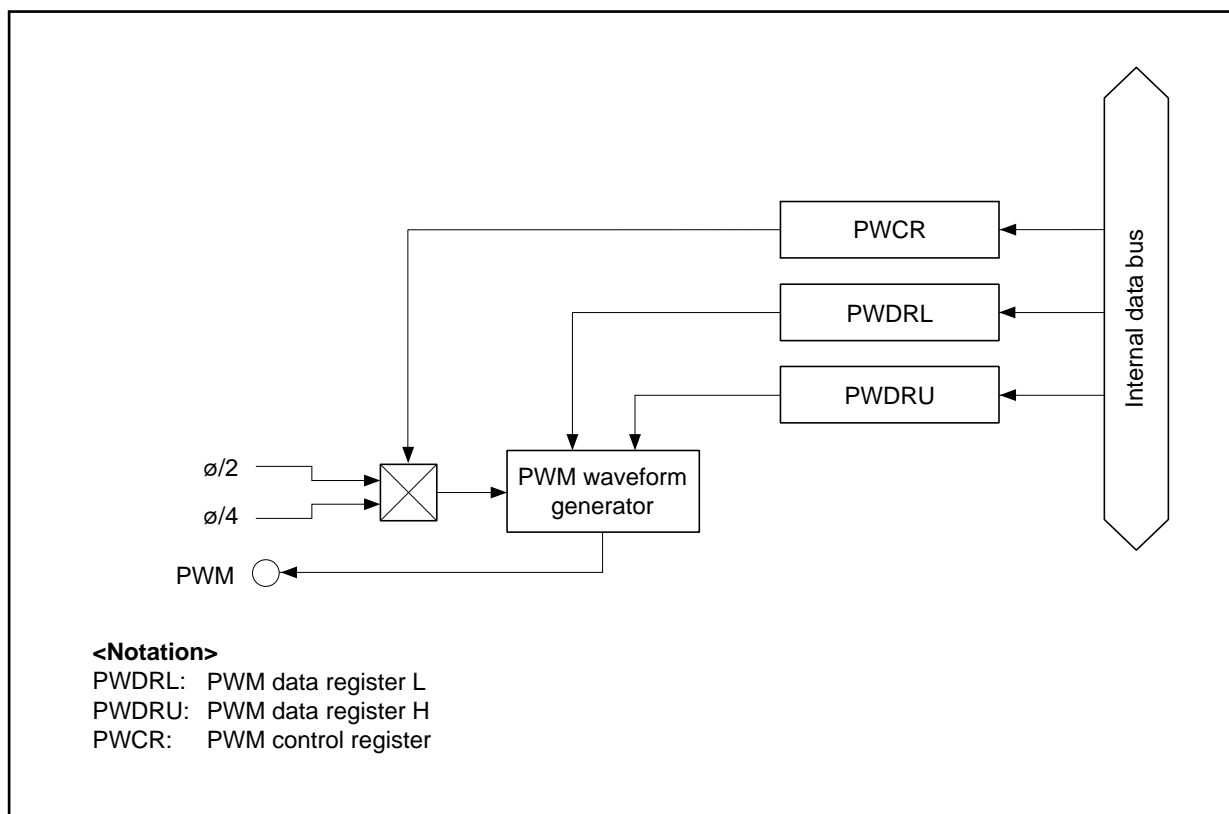 PWCR
PWDRL
PWDRU
Internal data bus
ø/2
ø/4
PWM waveform
generator
PWM
<Notation>
PWDRL: PWM data register L
PWDRU: PWM data register H
PWCR: PWM control register